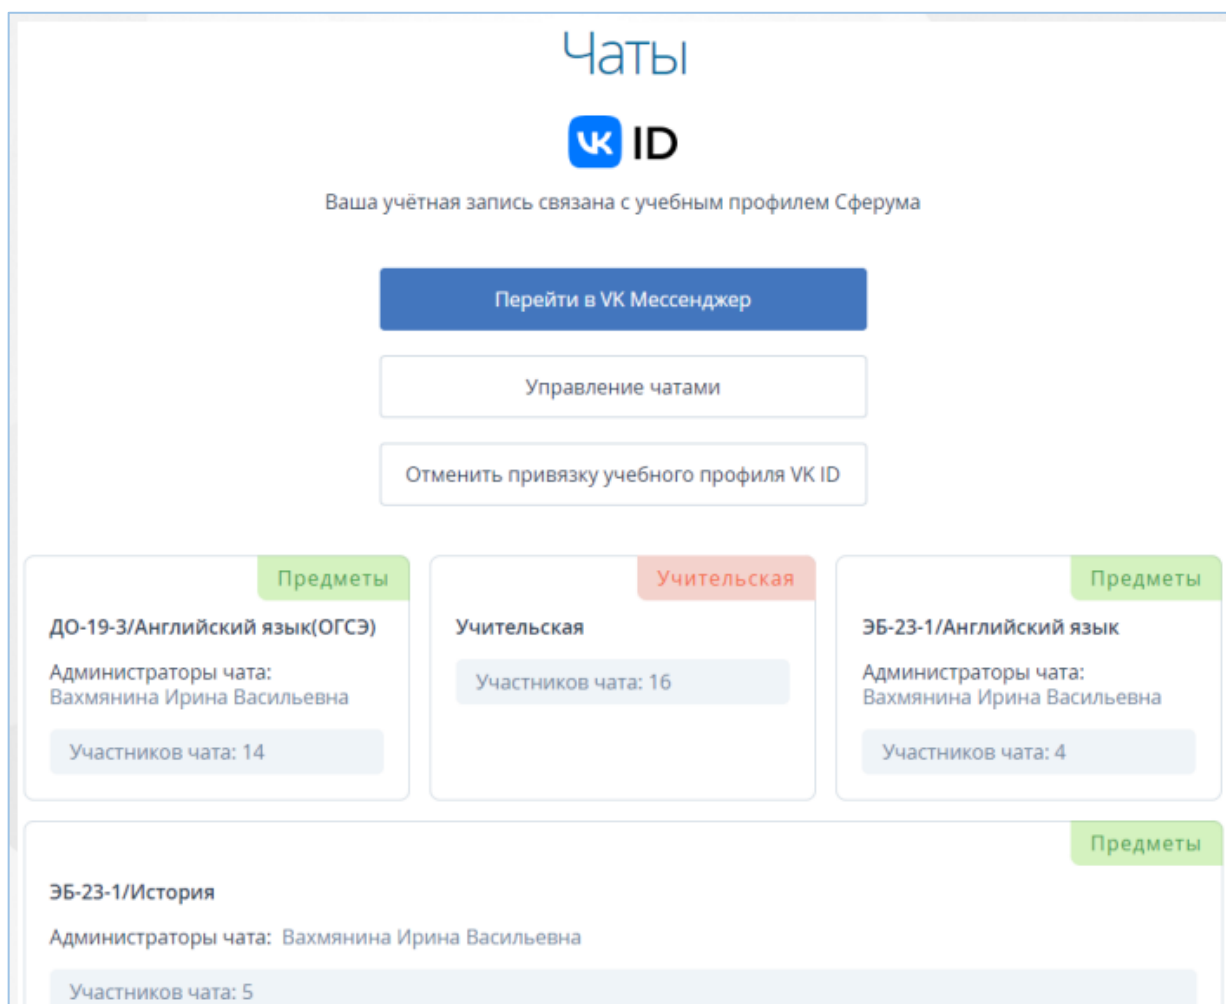 Чаты
VK ID
Ваша учётная запись связана с учебным профилем Сферума
Перейти в VK Мессенджер
Управление чатами
Отменить привязку учебного профиля VK ID
Предметы
ДО-19-3/Английский язык(ОГСЭ)
Администраторы чата:
Вахмянина Ирина Васильевна
Участников чата: 14
Учительская
Учительская
Участников чата: 16
Предметы
ЭБ-23-1/Английский язык
Администраторы чата:
Вахмянина Ирина Васильевна
Участников чата: 4
Предметы
ЭБ-23-1/История
Администраторы чата: Вахмянина Ирина Васильевна
Участников чата: 5